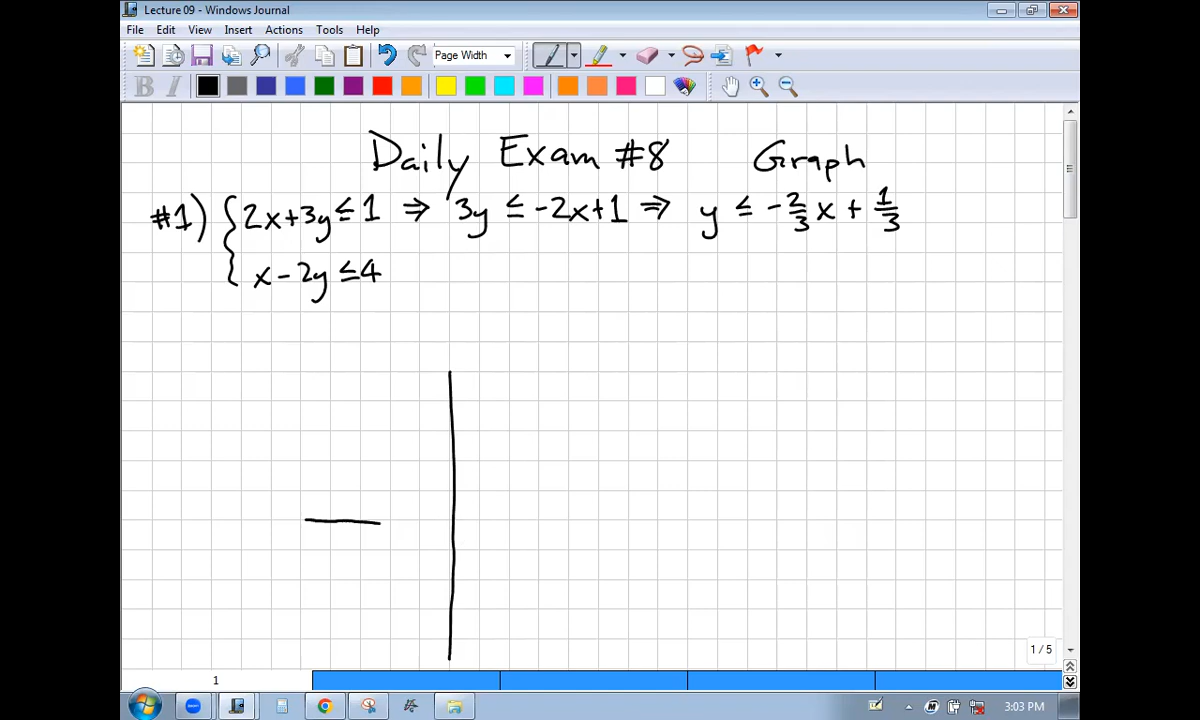 Lecture 09 - Windows Journal
File Edit View Insert Actions Tools Help
Page Width
B I
Daily Exam #8 Graph
#1) { 2x+3y ≤ 1 ⇒ 3y ≤ -2x+1 ⇒ y ≤ -2/3 x + 1/3
x - 2y ≤ 4
1 / 5
1
3:03 PM